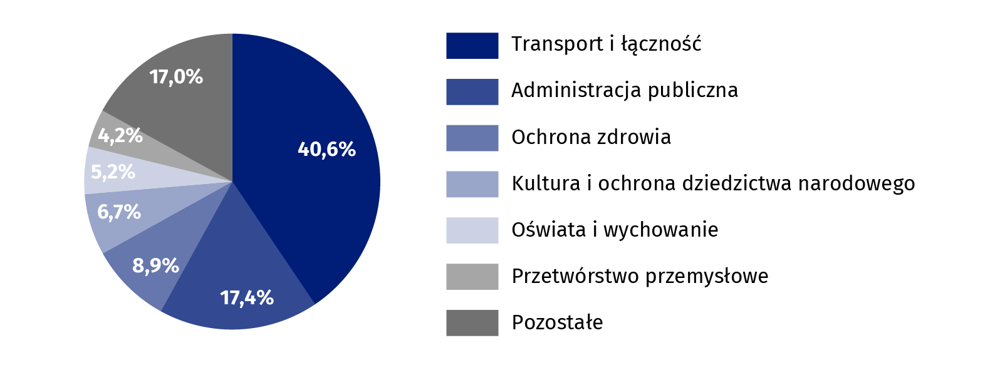 40,6%
17,4%
8,9%
6,7%
5,2%
4,2%
17,0%
Transport i łączność
Administracja publiczna
Ochrona zdrowia
Kultura i ochrona dziedzictwa narodowego
Oświata i wychowanie
Przetwórstwo przemysłowe
Pozostałe